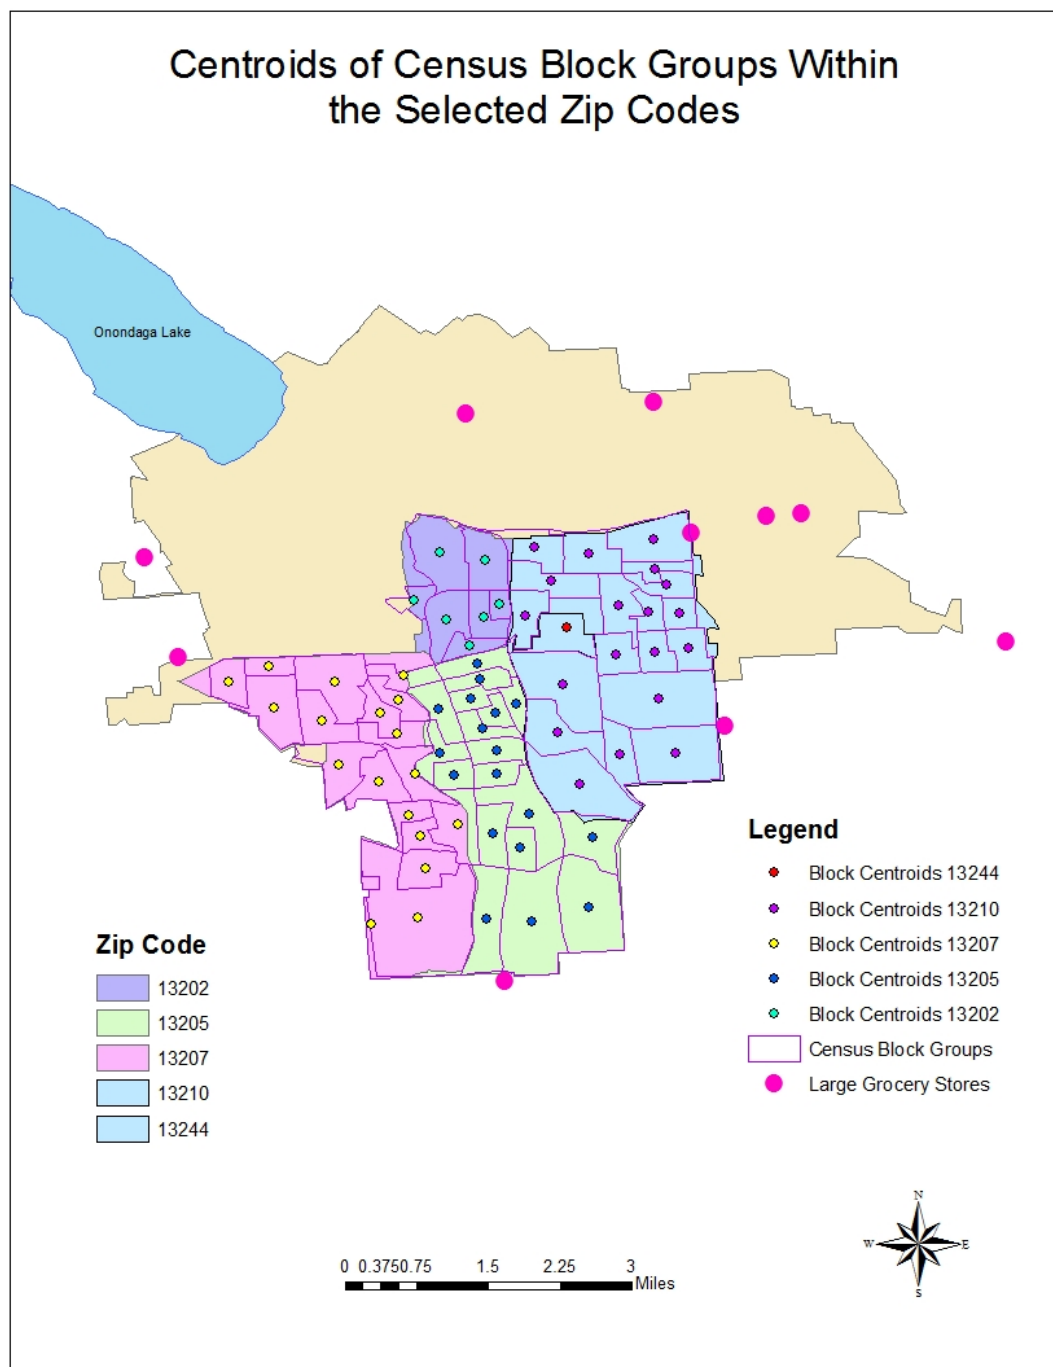 Centroids of Census Block Groups Within
the Selected Zip Codes
Onondaga Lake
Legend
Block Centroids 13244
Block Centroids 13210
Block Centroids 13207
Block Centroids 13205
Block Centroids 13202
Census Block Groups
Large Grocery Stores
Zip Code
13202
13205
13207
13210
13244
N
W
E
S
0 0.3750.75 1.5 2.25 3
Miles